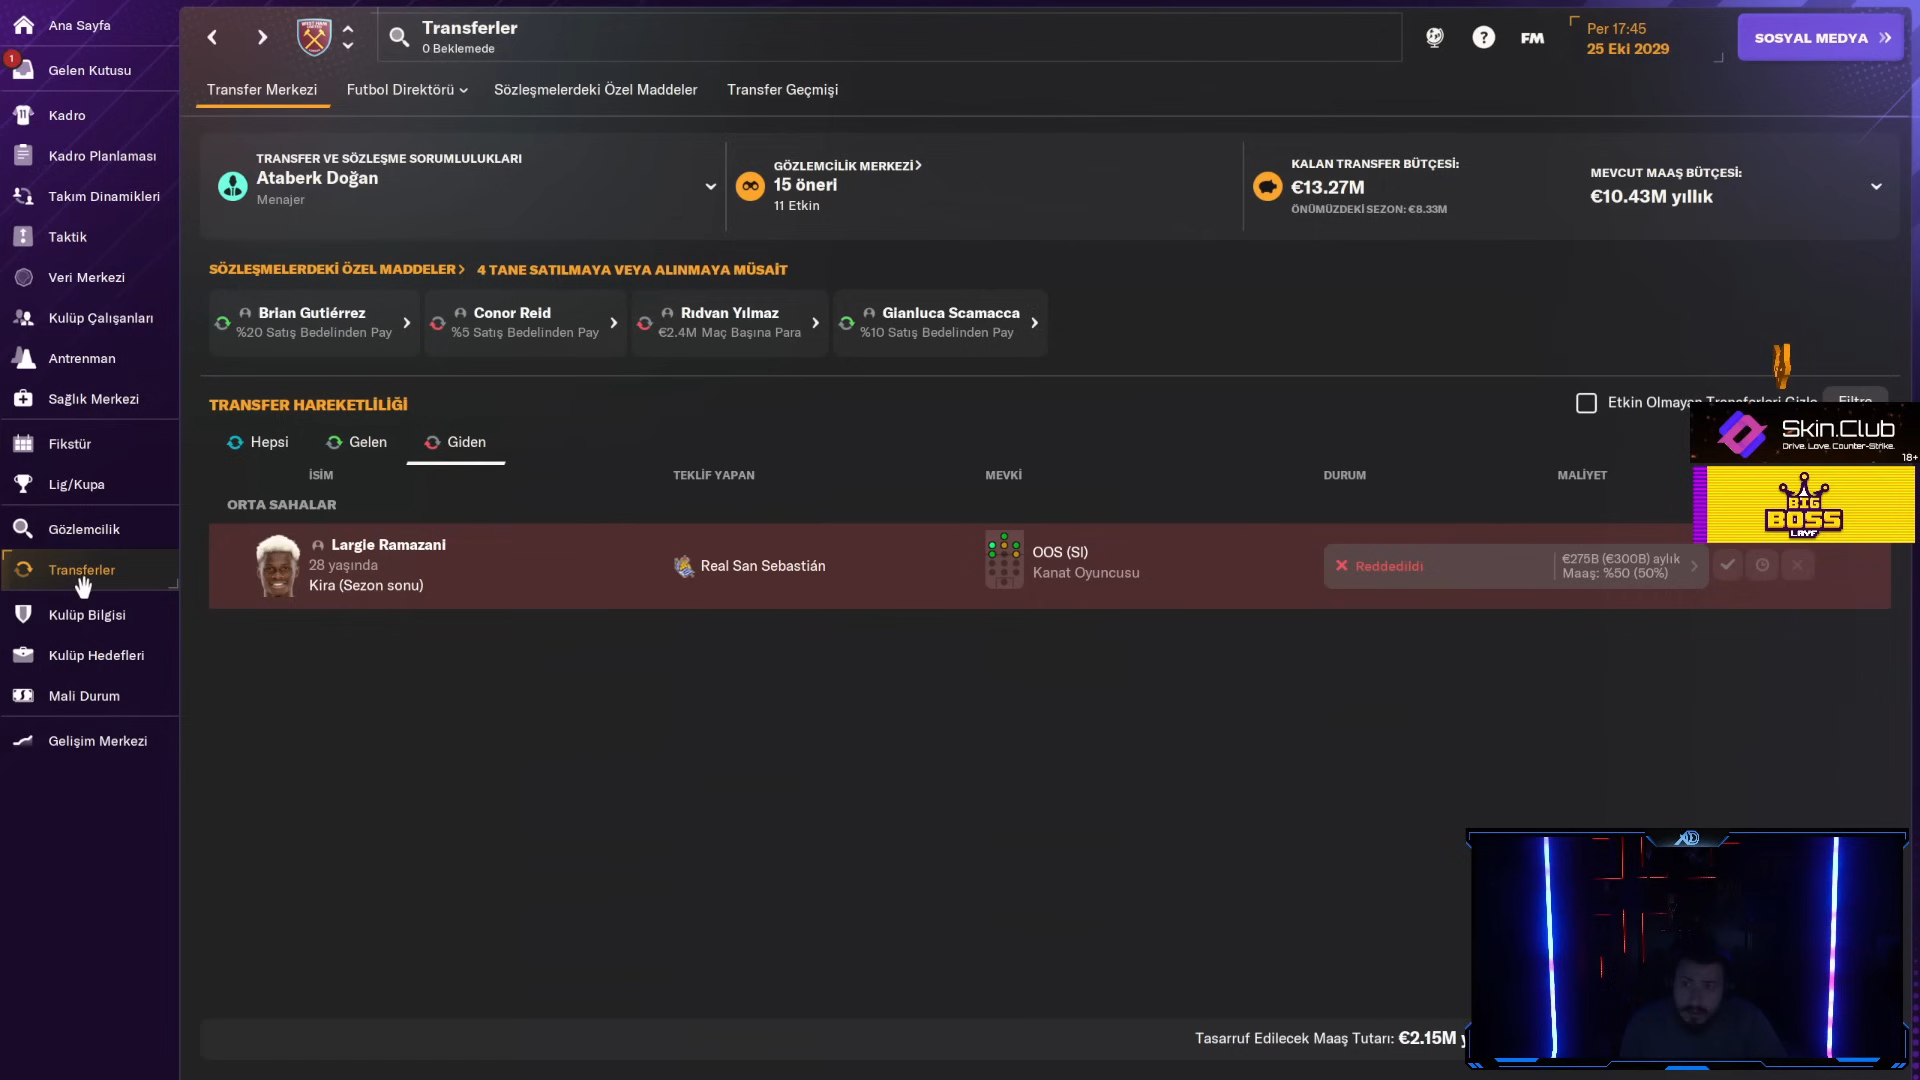 Ana Sayfa
1
Gelen Kutusu
Kadro
Kadro Planlaması
Takım Dinamikleri
Taktik
Veri Merkezi
Kulüp Çalışanları
Antrenman
Sağlık Merkezi
Fikstür
Lig/Kupa
Gözlemcilik
Transferler
Kulüp Bilgisi
Kulüp Hedefleri
Mali Durum
Gelişim Merkezi
Transferler
0 Beklemede
FM
Per 17:45
25 Eki 2029
SOSYAL MEDYA
Transfer Merkezi
Futbol Direktörü
Sözleşmelerdeki Özel Maddeler
Transfer Geçmişi
TRANSFER VE SÖZLEŞME SORUMLULUKLARI
Ataberk Doğan
Menajer
GÖZLEMCİLİK MERKEZİ
15 öneri
11 Etkin
KALAN TRANSFER BÜTÇESİ:
€13.27M
ÖNÜMÜZDEKİ SEZON: €8.33M
MEVCUT MAAŞ BÜTÇESİ:
€10.43M yıllık
SÖZLEŞMELERDEKİ ÖZEL MADDELER
4 TANE SATILMAYA VEYA ALINMAYA MÜSAİT
Brian Gutiérrez
%20 Satış Bedelinden Pay
Conor Reid
%5 Satış Bedelinden Pay
Rıdvan Yılmaz
€2.4M Maç Başına Para
Gianluca Scamacca
%10 Satış Bedelinden Pay
TRANSFER HAREKETLİLİĞİ
Etkin Olmayan Transferleri Gizle
Filtre
Hepsi
Gelen
Giden
Skin.Club
Drive. Love. Counter-Strike.
18+
BIG
BOSS
LAYF
İSİM
TEKLİF YAPAN
MEVKİ
DURUM
MALİYET
ORTA SAHALAR
Largie Ramazani
28 yaşında
Kira (Sezon sonu)
Real San Sebastián
OOS (Sl)
Kanat Oyuncusu
Reddedildi
€275B (€300B) aylık
Maaş: %50 (50%)
Tasarruf Edilecek Maaş Tutarı: €2.15M y